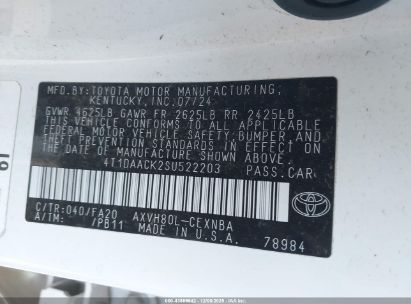 MFD. BY:TOYOTA MOTOR MANUFACTURING,
KENTUCKY, INC. 07/24
GVWR 4625LB GAWR FR 2625LB RR 2425LB
THIS VEHICLE CONFORMS TO ALL APPLICABLE
FEDERAL MOTOR VEHICLE SAFETY, BUMPER, AND
THEFT PREVENTION STANDARDS IN EFFECT ON
THE DATE OF MANUFACTURE SHOWN ABOVE.
4T1DAACK2SU522203 PASS.CAR
C/TR:040/FA20 AXVH80L-CEXNBA
A/TM: /PB11 MADE IN U.S.A.
TOYOTA
78984